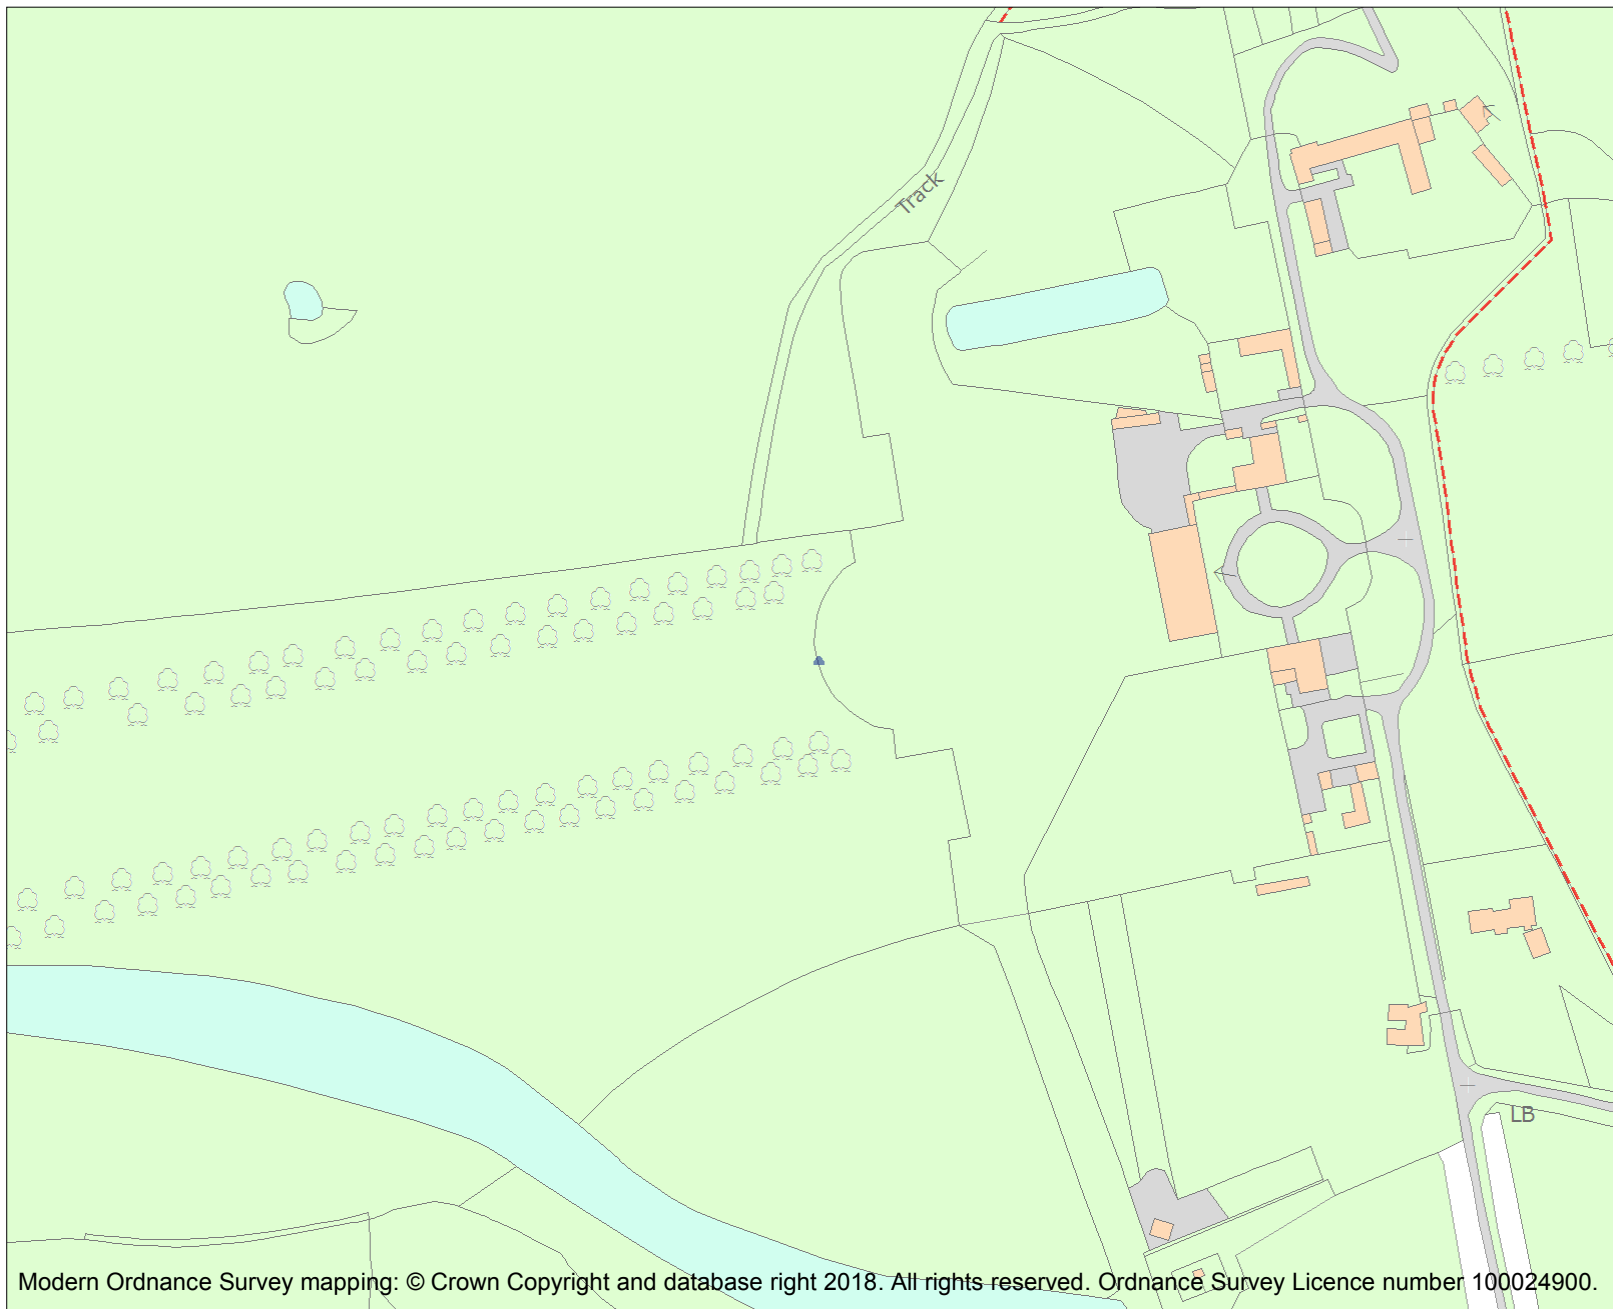 Track
LB
Modern Ordnance Survey mapping: © Crown Copyright and database right 2018. All rights reserved. Ordnance Survey Licence number 100024900.